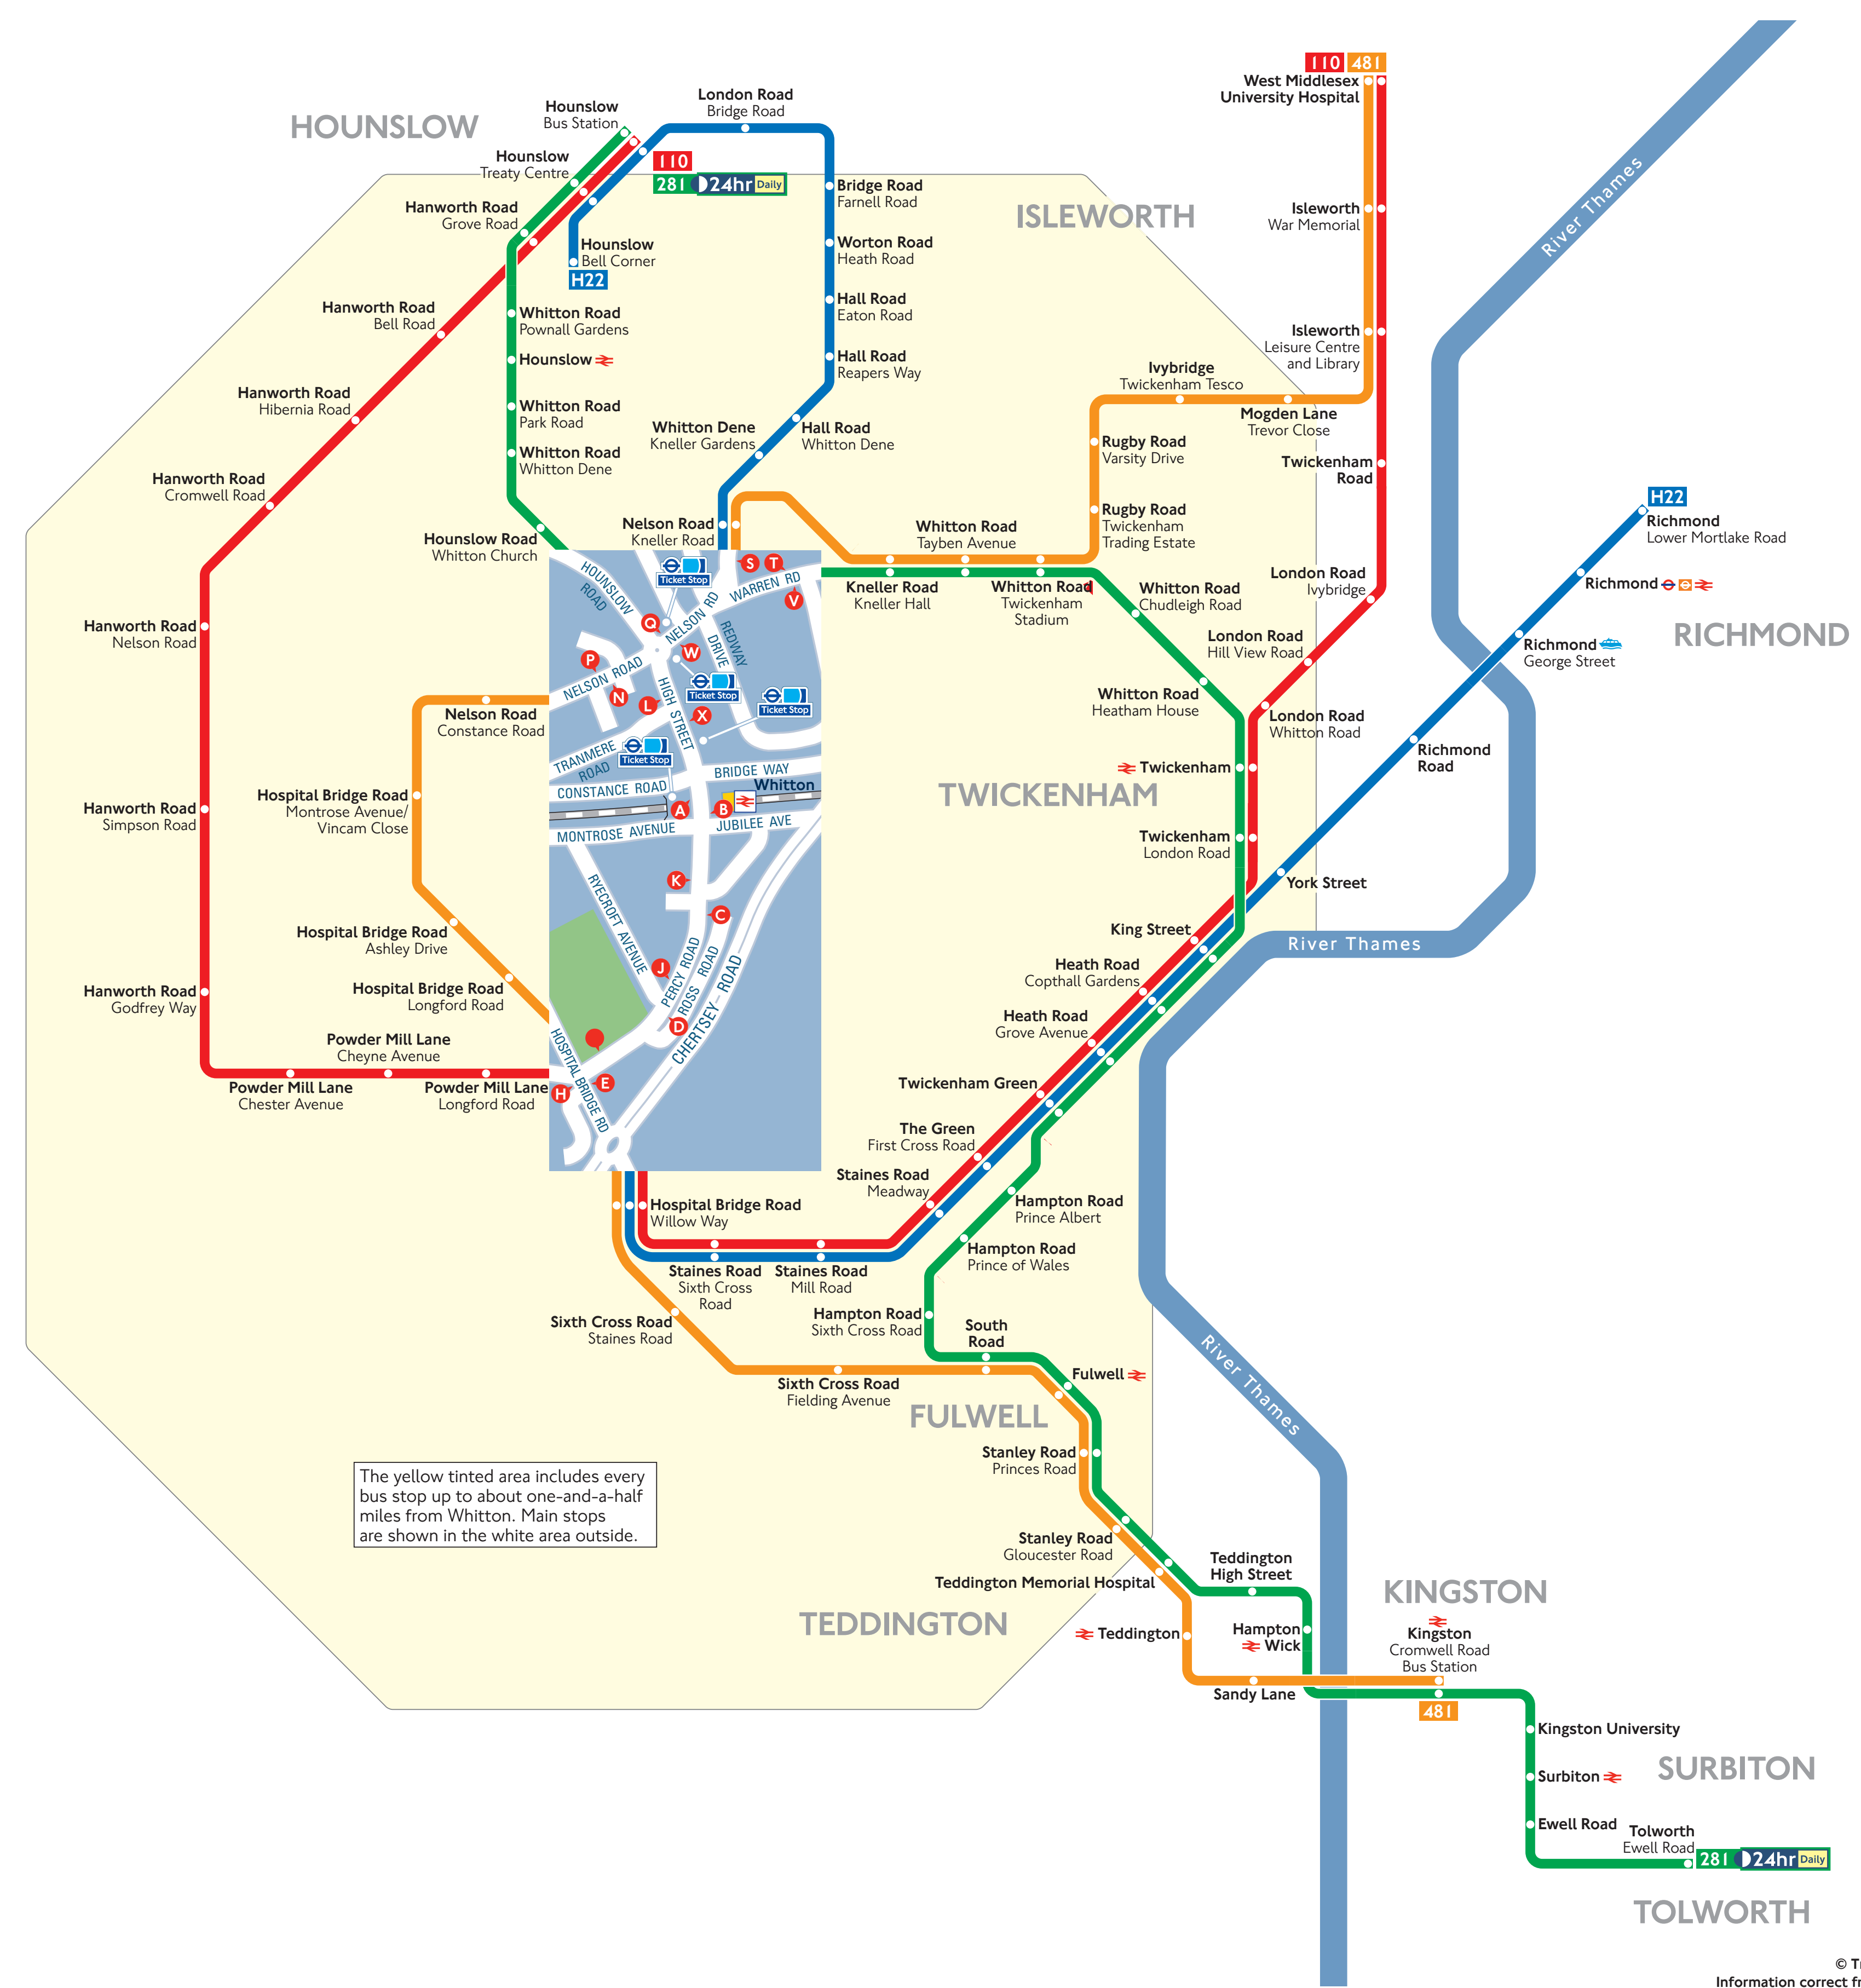 110 481
West Middlesex
University Hospital
London Road
Bridge Road
Hounslow
Bus Station
HOUNSLOW
110
281 24hr Daily
Hounslow
Treaty Centre
Hanworth Road
Grove Road
Hounslow
Bell Corner
H22
Bridge Road
Farnell Road
Worton Road
Heath Road
Hall Road
Eaton Road
Hall Road
Reapers Way
Hall Road
Whitton Dene
Whitton Dene
Kneller Gardens
Nelson Road
Kneller Road
ISLEWORTH
Isleworth
War Memorial
Isleworth
Leisure Centre
and Library
River Thames
Ivybridge
Twickenham Tesco
Mogden Lane
Trevor Close
Rugby Road
Varsity Drive
Rugby Road
Twickenham
Trading Estate
Whitton Avenue
Tayben Avenue
Twickenham
Road
London Road
Ivybridge
London Road
Hill View Road
London Road
Whitton Road
Hanworth Road
Bell Road
Hanworth Road
Hibernia Road
Hanworth Road
Cromwell Road
Hanworth Road
Nelson Road
Hanworth Road
Simpson Road
Hanworth Road
Godfrey Way
Whitton Road
Pownall Gardens
Hounslow
Whitton Road
Park Road
Whitton Road
Whitton Dene
Hounslow Road
Whitton Church
Kneller Road
Kneller Hall
Whitton Road
Twickenham
Stadium
Whitton Road
Chudleigh Road
Whitton Road
Heatham House
H22
Richmond
Lower Mortlake Road
Richmond
Richmond
George Street
RICHMOND
Richmond
Road
York Street
TWICKENHAM
Twickenham
Twickenham
London Road
River Thames
King Street
Heath Road
Copthall Gardens
Heath Road
Grove Avenue
Twickenham Green
The Green
First Cross Road
Staines Road
Meadway
Nelson Road
Constance Road
Hospital Bridge Road
Montrose Avenue/
Vincam Close
Hospital Bridge Road
Ashley Drive
Hospital Bridge Road
Longford Road
Powder Mill Lane
Cheyne Avenue
Powder Mill Lane
Chester Avenue
Powder Mill Lane
Longford Road
HOUNSLOW
ROAD
Ticket Stop
S
T
WARREN RD
V
Q
NELSON RD
REDWAY
DRIVE
W
P
NELSON ROAD
N
L
HIGH STREET
Ticket Stop
X
Ticket Stop
TRANMERE
ROAD
Ticket Stop
BRIDGE WAY
CONSTANCE ROAD
Whitton
A
B
MONTROSE AVENUE
JUBILEE AVE
K
RYECROFT AVENUE
C
J
PERCY ROAD
ROSS ROAD
D
CHERTSEY ROAD
HOSPITAL BRIDGE RD
E
H
Hospital Bridge Road
Willow Way
Staines Road
Sixth Cross
Road
Staines Road
Mill Road
Hampton Road
Prince Albert
Hampton Road
Prince of Wales
Hampton Road
Sixth Cross Road
Sixth Cross Road
Staines Road
South
Road
Sixth Cross Road
Fielding Avenue
Fulwell
FULWELL
River Thames
Stanley Road
Princes Road
Stanley Road
Gloucester Road
Teddington Memorial Hospital
TEDDINGTON
Teddington
Teddington
High Street
Hampton
Wick
Sandy Lane
KINGSTON
Kingston
Cromwell Road
Bus Station
481
Kingston University
SURBITON
Surbiton
Ewell Road
Tolworth
Ewell Road
281 24hr Daily
TOLWORTH
The yellow tinted area includes every
bus stop up to about one-and-a-half
miles from Whitton. Main stops
are shown in the white area outside.
© T
Information correct fr